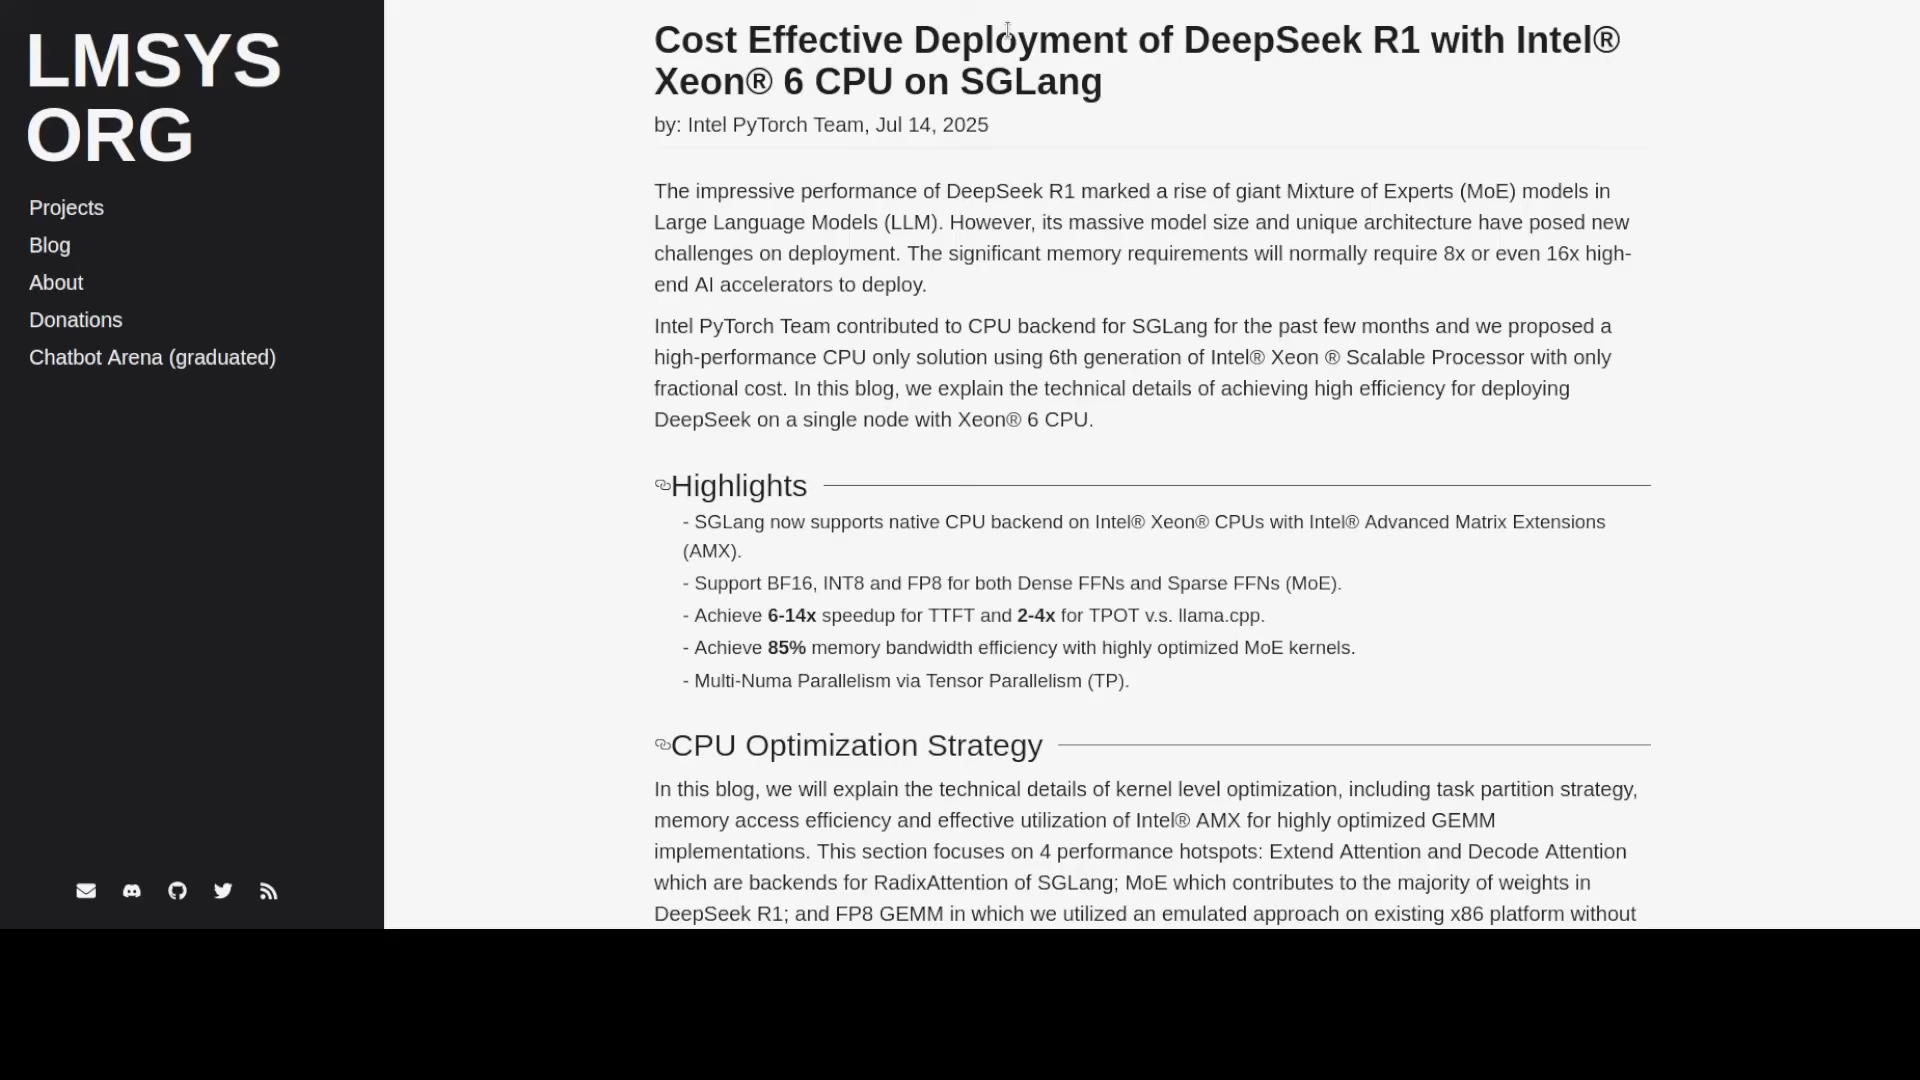 LMSYS
ORG
Projects
Blog
About
Donations
Chatbot Arena (graduated)
Cost Effective Deployment of DeepSeek R1 with Intel®
Xeon® 6 CPU on SGLang
by: Intel PyTorch Team, Jul 14, 2025
The impressive performance of DeepSeek R1 marked a rise of giant Mixture of Experts (MoE) models in
Large Language Models (LLM). However, its massive model size and unique architecture have posed new
challenges on deployment. The significant memory requirements will normally require 8x or even 16x high-
end AI accelerators to deploy.
Intel PyTorch Team contributed to CPU backend for SGLang for the past few months and we proposed a
high-performance CPU only solution using 6th generation of Intel® Xeon ® Scalable Processor with only
fractional cost. In this blog, we explain the technical details of achieving high efficiency for deploying
DeepSeek on a single node with Xeon® 6 CPU.
Highlights
- SGLang now supports native CPU backend on Intel® Xeon® CPUs with Intel® Advanced Matrix Extensions
(AMX).
- Support BF16, INT8 and FP8 for both Dense FFNs and Sparse FFNs (MoE).
- Achieve 6-14x speedup for TTFT and 2-4x for TPOT v.s. llama.cpp.
- Achieve 85% memory bandwidth efficiency with highly optimized MoE kernels.
- Multi-Numa Parallelism via Tensor Parallelism (TP).
CPU Optimization Strategy
In this blog, we will explain the technical details of kernel level optimization, including task partition strategy,
memory access efficiency and effective utilization of Intel® AMX for highly optimized GEMM
implementations. This section focuses on 4 performance hotspots: Extend Attention and Decode Attention
which are backends for RadixAttention of SGLang; MoE which contributes to the majority of weights in
DeepSeek R1; and FP8 GEMM in which we utilized an emulated approach on existing x86 platform without